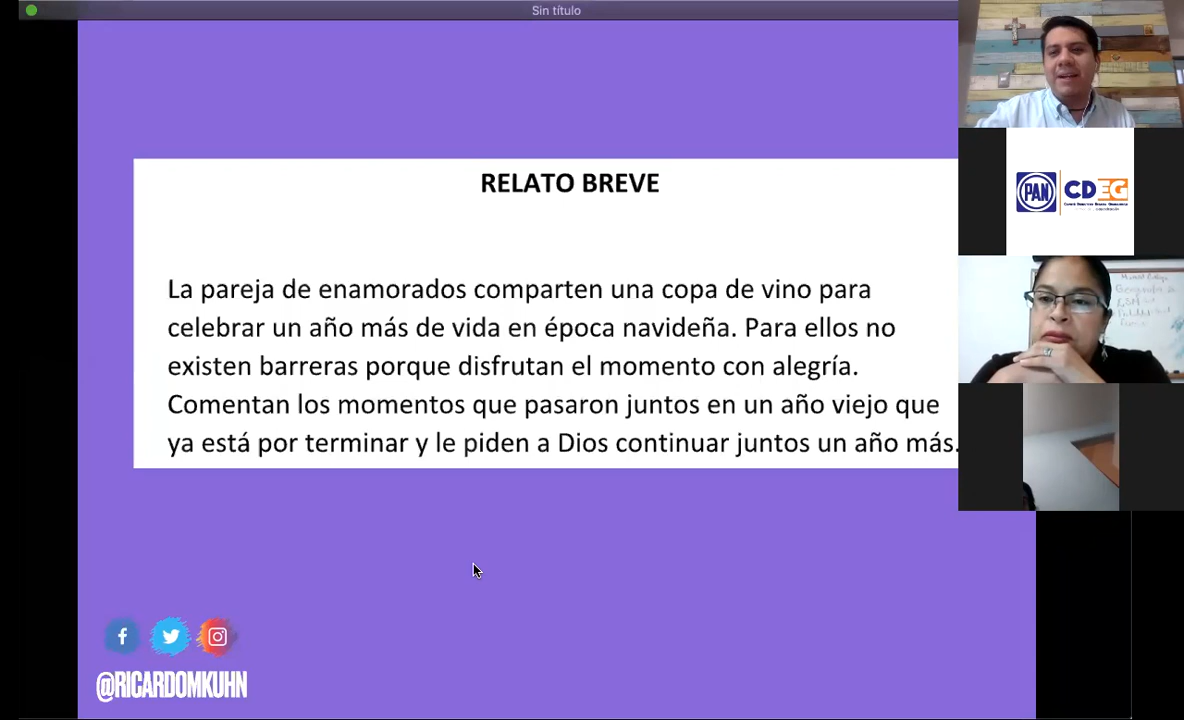 Sin título
RELATO BREVE
La pareja de enamorados comparten una copa de vino para
celebrar un año más de vida en época navideña. Para ellos no
existen barreras porque disfrutan el momento con alegría.
Comentan los momentos que pasaron juntos en un año viejo que
ya está por terminar y le piden a Dios continuar juntos un año más.
@RICARDOMKUHN
PAN
CDEG